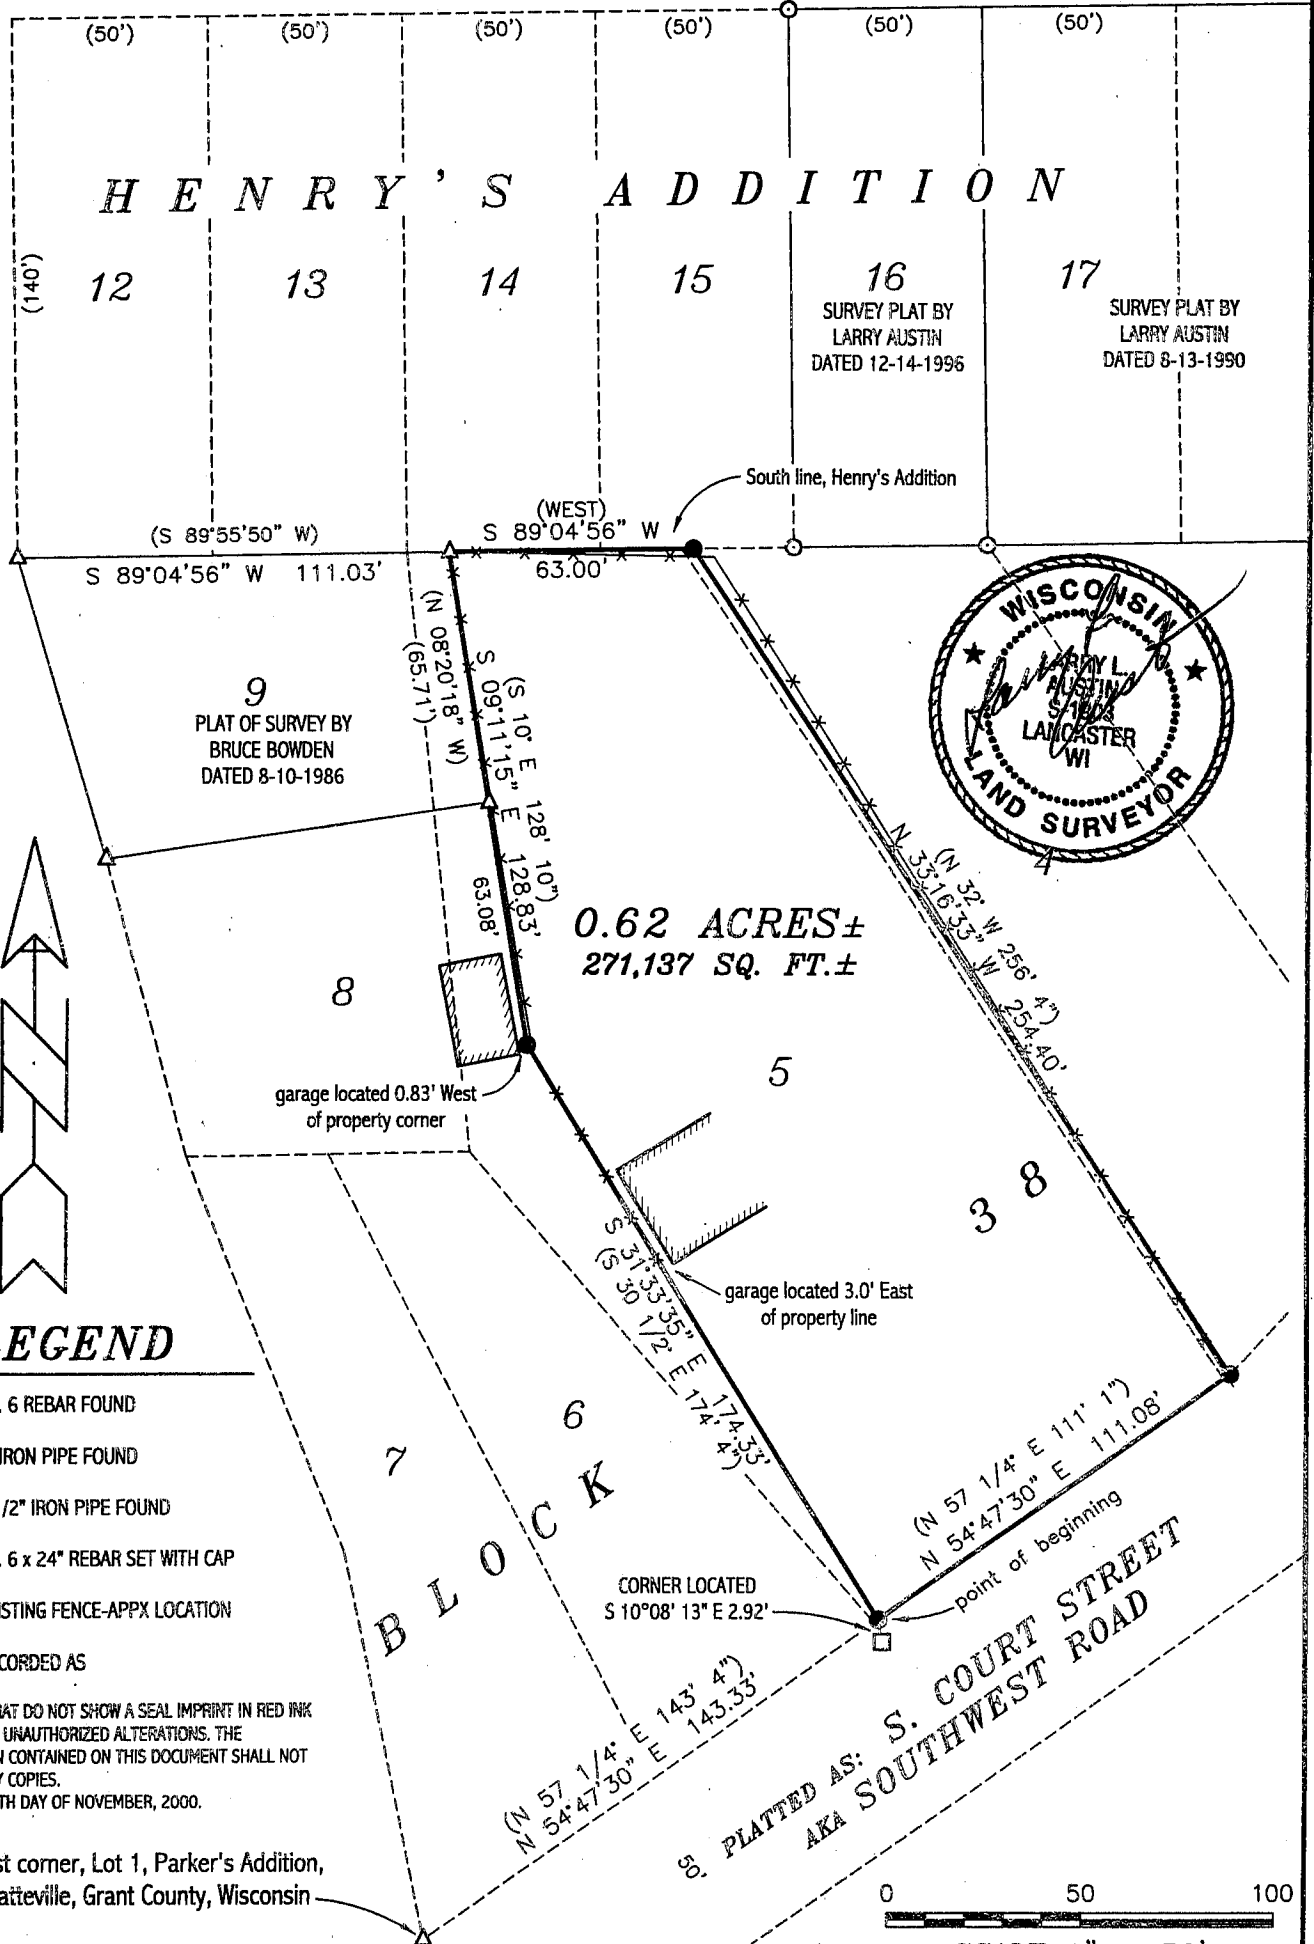 (50') (50') (50') (50') (50') (50')
HENRY'S ADDITION
(140')
12 13 14 15 16 17
SURVEY PLAT BY
LARRY AUSTIN
DATED 12-14-1996
SURVEY PLAT BY
LARRY AUSTIN
DATED 8-13-1990
South line, Henry's Addition
(WEST)
(S 89°55'50" W)
S 89°04'56" W
S 89°04'56" W 111.03'
63.00'
WISCONSIN
LARRY L.
AUSTIN
LANCASTER
WI
LAND SURVEYOR
(N 08°20'18" W)
(65.71')
(S 10° E 128' 10")
S 09°11'15" E 128.83'
63.08'
9
PLAT OF SURVEY BY
BRUCE BOWDEN
DATED 8-10-1986
4
(N 32° W 256' 4")
N 33°16'33" W 254.40'
0.62 ACRES±
271,137 SQ. FT.±
8
5
garage located 0.83' West
of property corner
38
S 31°33'35" E 174.33'
(S 30 1/2° E 174' 4")
garage located 3.0' East
of property line
EGEND
. 6 REBAR FOUND
IRON PIPE FOUND
/2" IRON PIPE FOUND
. 6 x 24" REBAR SET WITH CAP
ISTING FENCE-APPX LOCATION
CORDED AS
AT DO NOT SHOW A SEAL IMPRINT IN RED INK
UNAUTHORIZED ALTERATIONS. THE
N CONTAINED ON THIS DOCUMENT SHALL NOT
Y COPIES.
TH DAY OF NOVEMBER, 2000.
6
7
BLOCK
(N 57 1/4° E 111' 1")
N 54°47'30" E 111.08'
point of beginning
CORNER LOCATED
S 10°08' 13" E 2.92'
(N 57 1/4° E 143' 4")
N 54°47'30" E 143.33'
50' PLATTED AS: S. COURT STREET
AKA SOUTHWEST ROAD
st corner, Lot 1, Parker's Addition,
atteville, Grant County, Wisconsin
0 50 100